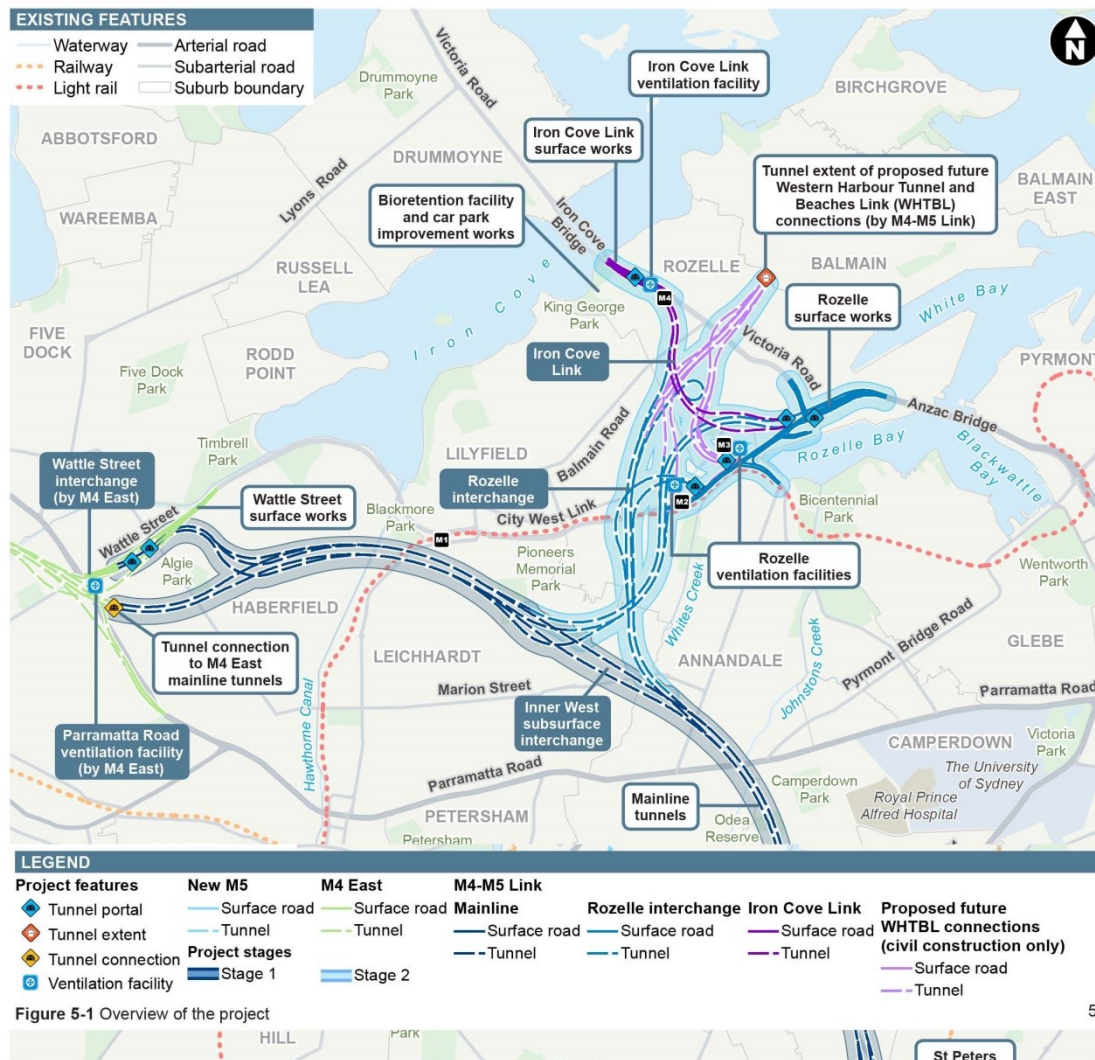 EXISTING FEATURES
Waterway
Arterial road
Railway
Subarterial road
Light rail
Suburb boundary
N
Drummoyne
Park
Victoria Road
Iron Cove Link
ventilation facility
BIRCHGROVE
ABBOTSFORD
DRUMMOYNE
Iron Cove Link
surface works
Tunnel extent of proposed future
Western Harbour Tunnel and
Beaches Link (WHTBL)
connections (by M4-M5 Link)
BALMAIN
EAST
WAREEMBA
Lyons Road
Bioretention facility
and car park
improvement works
Iron Cove
Bridge
RUSSELL
LEA
ROZELLE
BALMAIN
Rozelle
surface works
White Bay
FIVE
DOCK
Iron Cove
King George
Park
M4
Victoria Road
PYRMONT
RODD
POINT
Five Dock
Park
Iron Cove
Link
Anzac Bridge
Timbrell
Park
Balmain Road
LILYFIELD
M3
Rozelle Bay
Blackwattle
Bay
Wattle Street
interchange
(by M4 East)
Wattle Street
surface works
Rozelle
interchange
M2
Blackmore
Park
City West Link
Bicentennial
Park
Wattle Street
M1
Algie
Park
Pioneers
Memorial
Park
Rozelle
ventilation facilities
Wentworth
Park
HABERFIELD
Whites Creek
GLEBE
Tunnel connection
to M4 East
mainline tunnels
LEICHHARDT
ANNANDALE
Johnstons Creek
Pyrmont Bridge Road
Marion Street
Parramatta Road
Inner West
subsurface
interchange
Parramatta Road
ventilation facility
(by M4 East)
Hawthorne Canal
CAMPERDOWN
Victoria
Park
Parramatta Road
The University
of Sydney
Camperdown
Park
Mainline
tunnels
Royal Prince
Alfred Hospital
PETERSHAM
Odea
Reserve
Petersham
LEGEND
Project features
Tunnel portal
Tunnel extent
Tunnel connection
Ventilation facility
New M5
Surface road
Tunnel
Project stages
Stage 1
M4 East
Surface road
Tunnel
Stage 2
M4-M5 Link
Mainline
Surface road
Tunnel
Rozelle interchange
Surface road
Tunnel
Iron Cove Link
Surface road
Tunnel
Proposed future
WHTBL connections
(civil construction only)
Surface road
Tunnel
Figure 5-1 Overview of the project
5
HILL
Park
St Peters